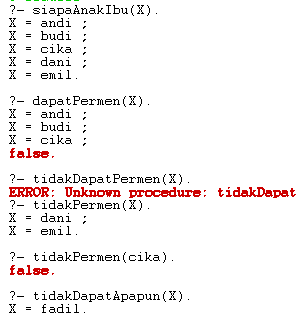 ?- siapaAnakIbu(X).
X = andi ;
X = budi ;
X = cika ;
X = dani ;
X = emil.
?- dapatPermen(X).
X = andi ;
X = budi ;
X = cika ;
false.
?- tidakDapatPermen(X).
ERROR: Unknown procedure: tidakDapat
?- tidakPermen(X).
X = dani ;
X = emil.
?- tidakPermen(cika).
false.
?- tidakDapatApapun(X).
X = fadil.